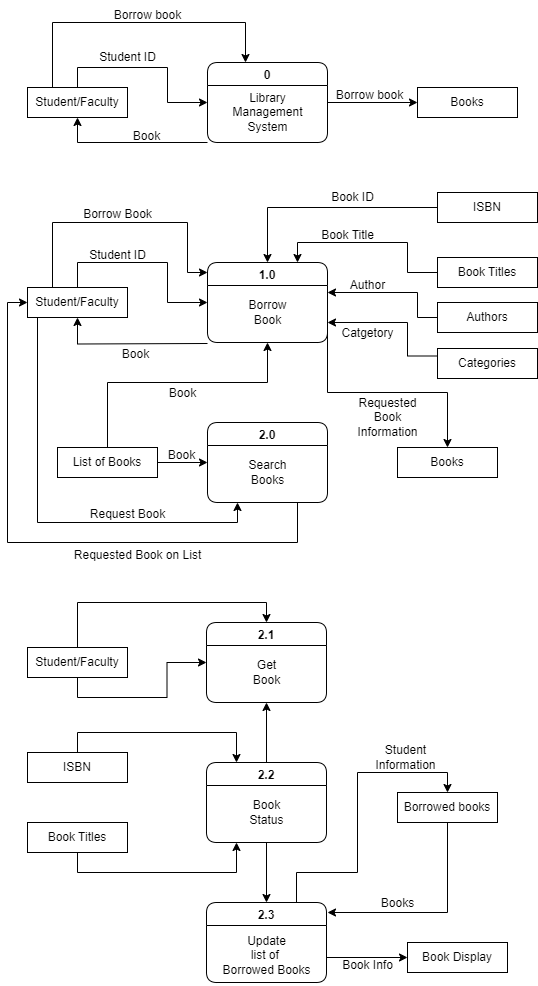 Borrow book
Student ID
0
Student/Faculty
Library
Management
System
Borrow book
Books
Book
Book ID
ISBN
Borrow Book
Book Title
Student ID
1.0
Book Titles
Student/Faculty
Borrow
Book
Author
Authors
Catgetory
Categories
Book
Book
Requested
Book
Information
2.0
List of Books
Book
Search
Books
Books
Request Book
Requested Book on List
2.1
Student/Faculty
Get
Book
Student
Information
ISBN
2.2
Book
Status
Borrowed books
Book Titles
Books
2.3
Update
list of
Borrowed Books
Book Info
Book Display